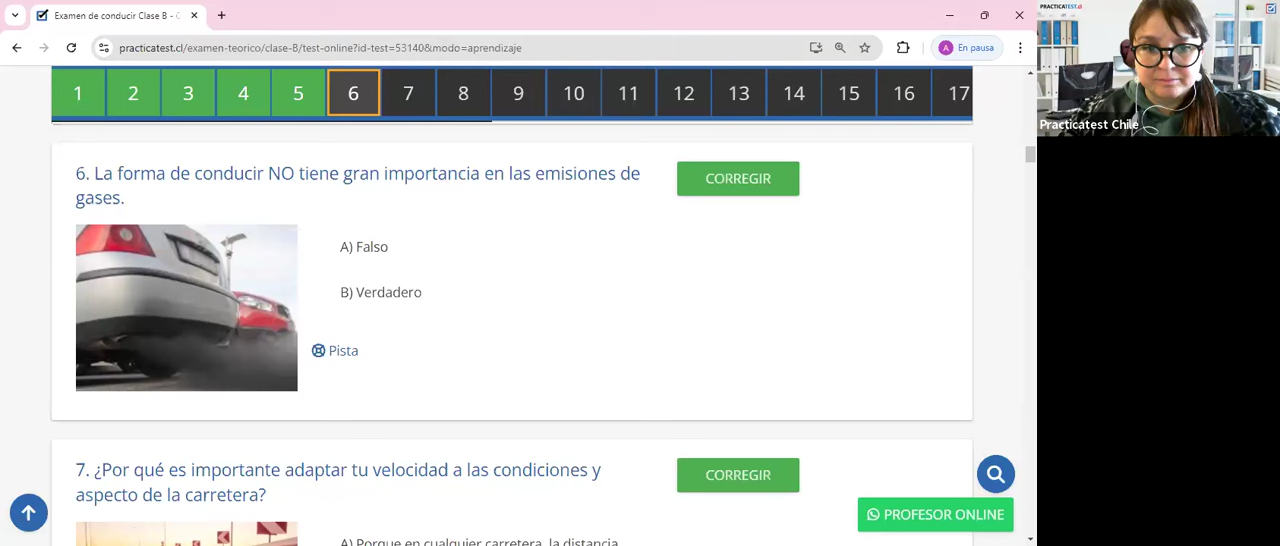 Examen de conducir Clase B - C
practicatest.cl/examen-teorico/clase-B/test-online?id-test=53140&modo=aprendizaje
A En pausa
1 2 3 4 5 6 7 8 9 10 11 12 13 14 15 16 17
6. La forma de conducir NO tiene gran importancia en las emisiones de
gases.
CORREGIR
A) Falso
B) Verdadero
Pista
7. ¿Por qué es importante adaptar tu velocidad a las condiciones y
aspecto de la carretera?
CORREGIR
A) Porque en cualquier carretera, la distancia
PROFESOR ONLINE
PRACTICATEST.cl
Practicatest Chile